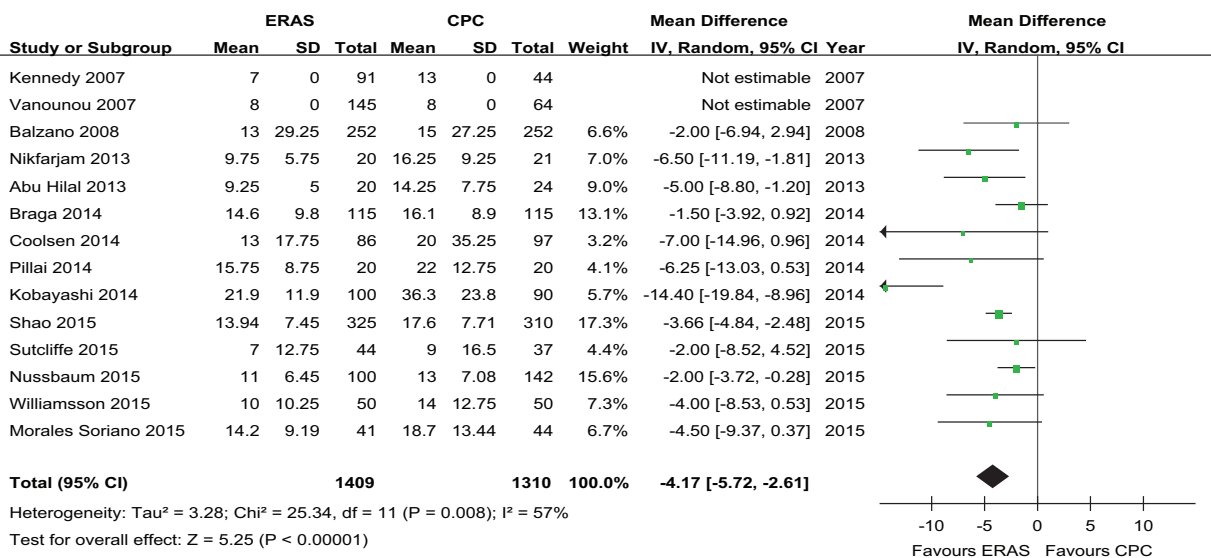 ERAS CPC Mean Difference Mean Difference
Study or Subgroup Mean SD Total Mean SD Total Weight IV, Random, 95% CI Year IV, Random, 95% CI
Kennedy 2007 7 0 91 13 0 44 Not estimable 2007
Vanounou 2007 8 0 145 8 0 64 Not estimable 2007
Balzano 2008 13 29.25 252 15 27.25 252 6.6% -2.00 [-6.94, 2.94] 2008
Nikfarjam 2013 9.75 5.75 20 16.25 9.25 21 7.0% -6.50 [-11.19, -1.81] 2013
Abu Hilal 2013 9.25 5 20 14.25 7.75 24 9.0% -5.00 [-8.80, -1.20] 2013
Braga 2014 14.6 9.8 115 16.1 8.9 115 13.1% -1.50 [-3.92, 0.92] 2014
Coolsen 2014 13 17.75 86 20 35.25 97 3.2% -7.00 [-14.96, 0.96] 2014
Pillai 2014 15.75 8.75 20 22 12.75 20 4.1% -6.25 [-13.03, 0.53] 2014
Kobayashi 2014 21.9 11.9 100 36.3 23.8 90 5.7% -14.40 [-19.84, -8.96] 2014
Shao 2015 13.94 7.45 325 17.6 7.71 310 17.3% -3.66 [-4.84, -2.48] 2015
Sutcliffe 2015 7 12.75 44 9 16.5 37 4.4% -2.00 [-8.52, 4.52] 2015
Nussbaum 2015 11 6.45 100 13 7.08 142 15.6% -2.00 [-3.72, -0.28] 2015
Williamsson 2015 10 10.25 50 14 12.75 50 7.3% -4.00 [-8.53, 0.53] 2015
Morales Soriano 2015 14.2 9.19 41 18.7 13.44 44 6.7% -4.50 [-9.37, 0.37] 2015
Total (95% CI) 1409 1310 100.0% -4.17 [-5.72, -2.61]
Heterogeneity: Tau² = 3.28; Chi² = 25.34, df = 11 (P = 0.008); I² = 57%
Test for overall effect: Z = 5.25 (P < 0.00001)
-10 -5 0 5 10
Favours ERAS Favours CPC